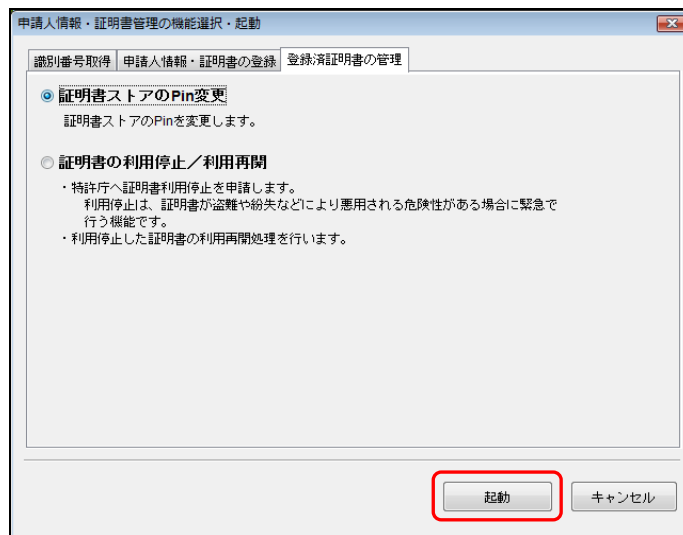 申請人情報・証明書管理の機能選択・起動
識別番号取得 申請人情報・証明書の登録 登録済証明書の管理
証明書ストアのPin変更
証明書ストアのPinを変更します。
証明書の利用停止／利用再開
・特許庁へ証明書利用停止を申請します。
利用停止は、証明書が盗難や紛失などにより悪用される危険性がある場合に緊急で
行う機能です。
・利用停止した証明書の利用再開処理を行います。
起動 キャンセル